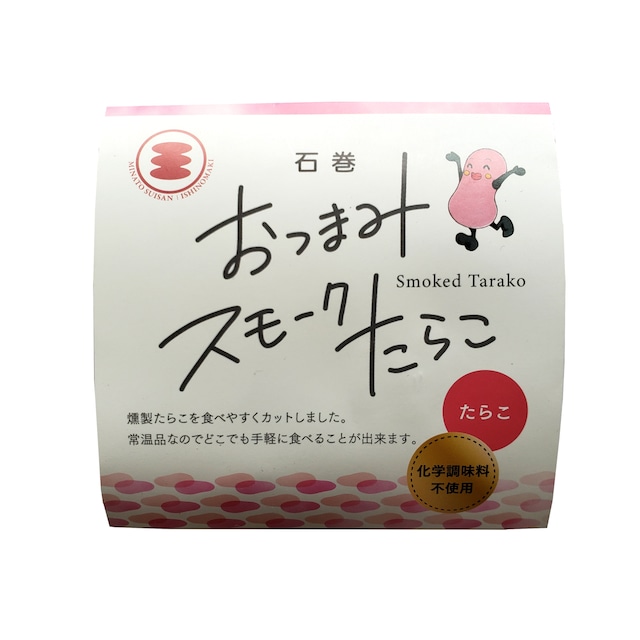 MINATO SUISAN | ISHINOMAKI
石巻
おつまみ
Smoked Tarako
スモークたらこ
燻製たらこを食べやすくカットしました。
常温品なのでどこでも手軽に食べることが出来ます。
たらこ
化学調味料
不使用